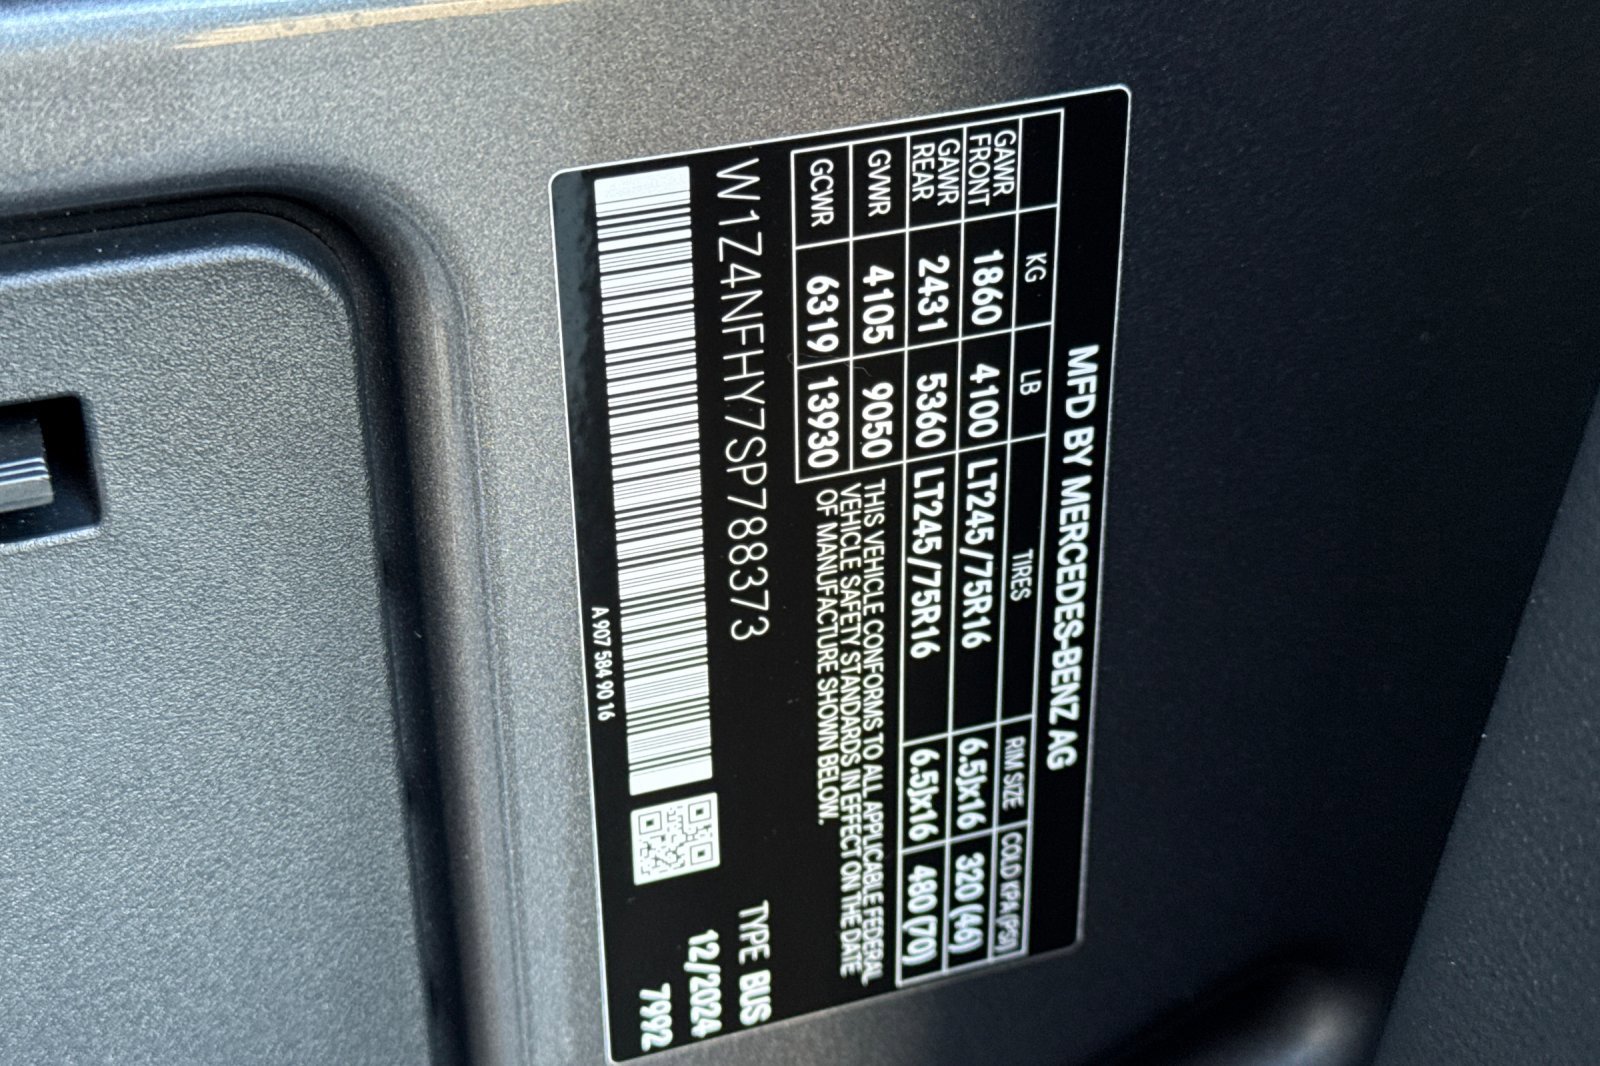 MFD BY MERCEDES-BENZ AG
KG LB TIRES RIM SIZE COLD KPA (PSI)
GAWR FRONT 1860 4100 LT245/75R16 6.5Jx16 320 (46)
GAWR REAR 2431 5360 LT245/75R16 6.5Jx16 480 (70)
GVWR 4105 9050
GCWR 6319 13930
THIS VEHICLE CONFORMS TO ALL APPLICABLE FEDERAL
VEHICLE SAFETY STANDARDS IN EFFECT ON THE DATE
OF MANUFACTURE SHOWN BELOW.
W1Z4NFHY7SP788373
TYPE BUS
12/2024
7992
A 907 584 90 16